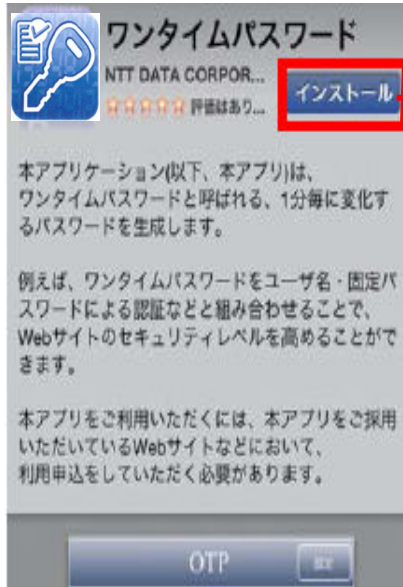 ワンタイムパスワード
NTT DATA CORPOR...
評価はあり...
インストール
本アプリケーション(以下、本アプリ)は、
ワンタイムパスワードと呼ばれる、1分毎に変化す
るパスワードを生成します。
例えば、ワンタイムパスワードをユーザ名・固定パ
スワードによる認証などと組み合わせることで、
Webサイトのセキュリティレベルを高めることがで
きます。
本アプリをご利用いただくには、本アプリをご採用
いただいているWebサイトなどにおいて、
利用申込をしていただく必要があります。
OTP